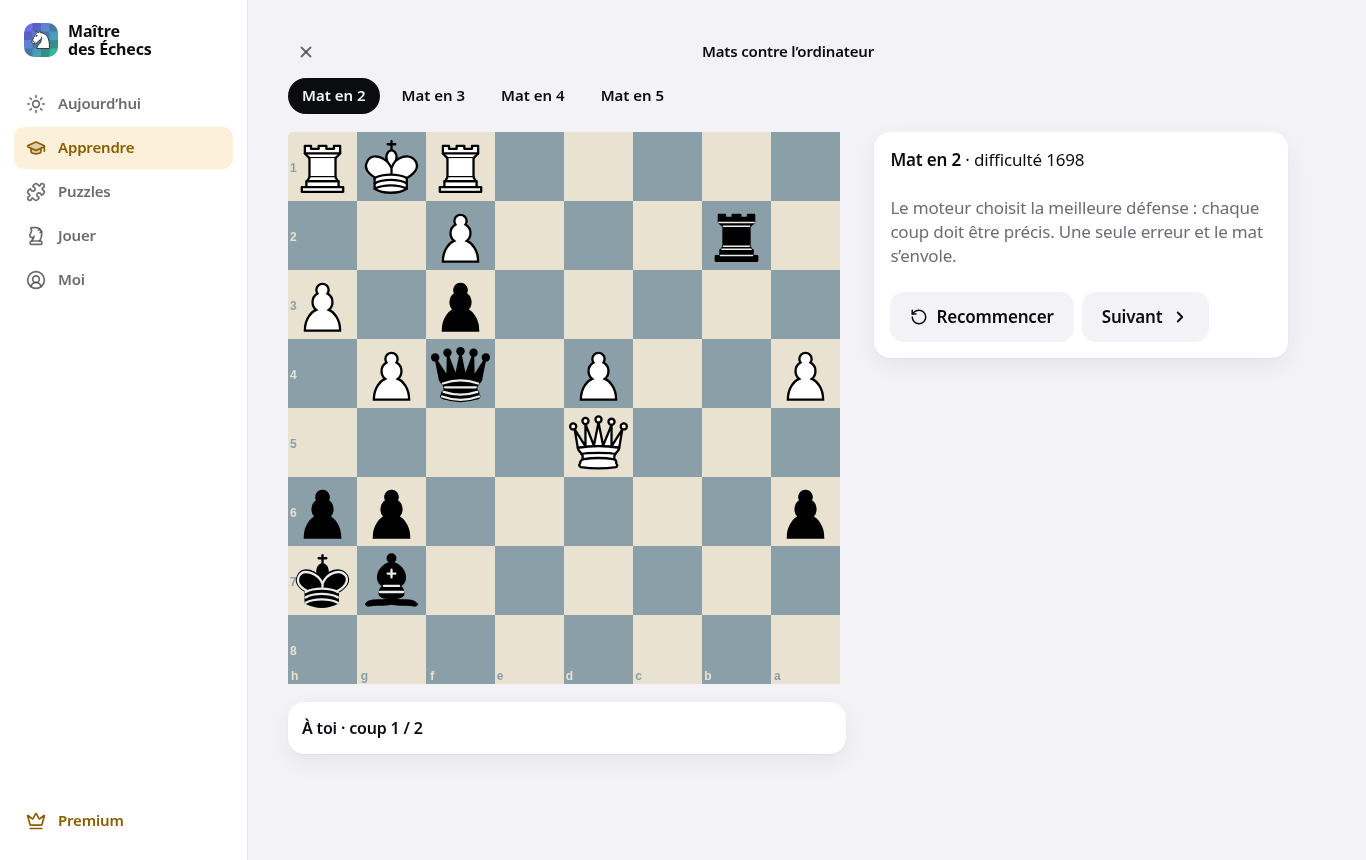 Maître
des Échecs
Aujourd’hui
Apprendre
Puzzles
Jouer
Moi
Premium
Mats contre l’ordinateur
Mat en 2
Mat en 3
Mat en 4
Mat en 5
1
2
3
4
5
6
7
8
h
g
f
e
d
c
b
a
À toi · coup 1 / 2
Mat en 2 · difficulté 1698
Le moteur choisit la meilleure défense : chaque
coup doit être précis. Une seule erreur et le mat
s’envole.
Recommencer
Suivant